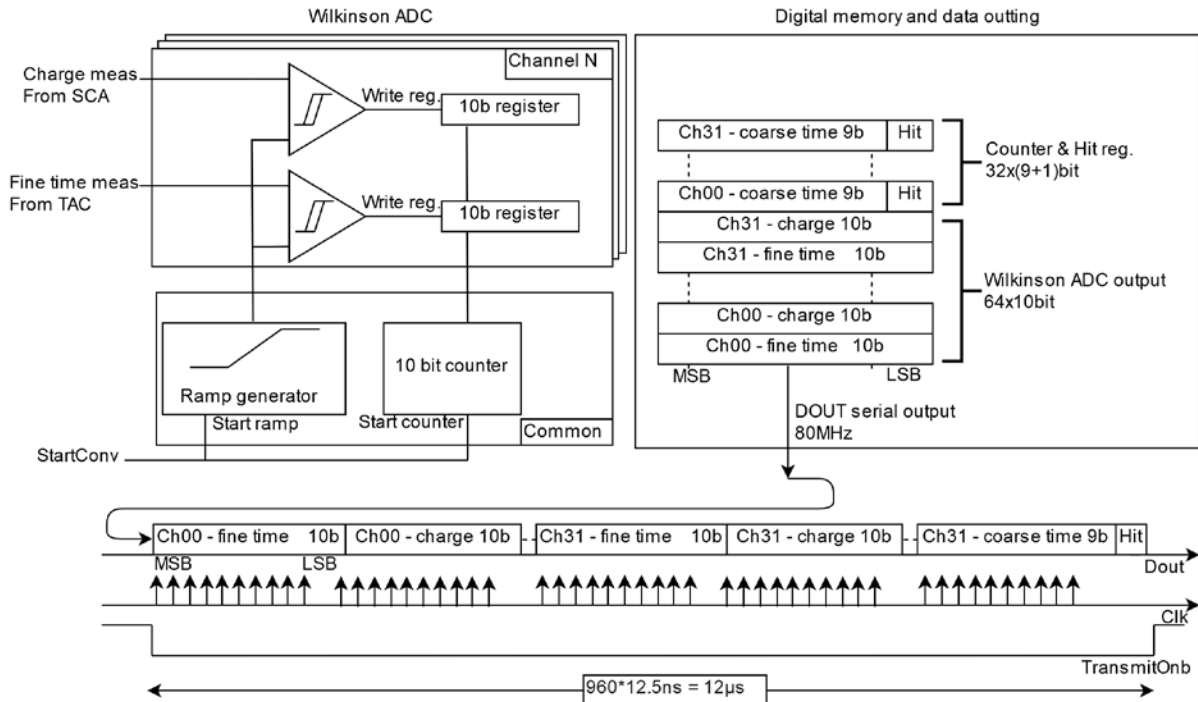 Wilkinson ADC
Digital memory and data outting
Channel N
Charge meas
From SCA
Write reg.
10b register
Fine time meas
From TAC
Write reg.
10b register
Ramp generator
10 bit counter
Start ramp
Start counter
Common
StartConv
Ch31 - coarse time 9b
Hit
Ch00 - coarse time 9b
Hit
Counter & Hit reg.
32x(9+1)bit
Ch31 - charge 10b
Ch31 - fine time 10b
Ch00 - charge 10b
Ch00 - fine time 10b
Wilkinson ADC output
64x10bit
MSB
LSB
DOUT serial output
80MHz
Ch00 - fine time 10b
Ch00 - charge 10b
Ch31 - fine time 10b
Ch31 - charge 10b
Ch31 - coarse time 9b
Hit
MSB
LSB
Dout
Clk
TransmitOnb
960*12.5ns = 12µs